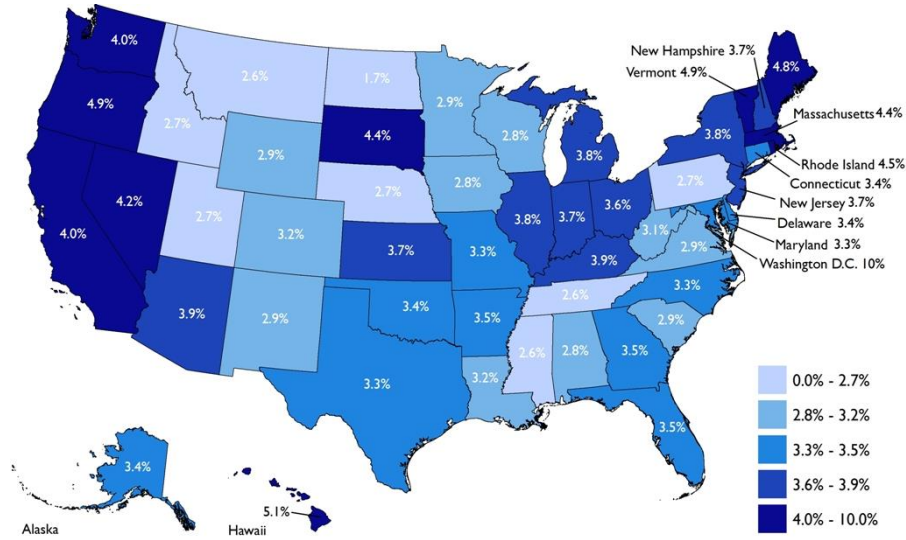 4.0%
2.6%
1.7%
2.9%
New Hampshire 3.7%
Vermont 4.9%
4.8%
4.9%
2.7%
2.9%
4.4%
2.8%
3.8%
3.8%
Massachusetts 4.4%
Rhode Island 4.5%
Connecticut 3.4%
New Jersey 3.7%
Delaware 3.4%
Maryland 3.3%
Washington D.C. 10%
4.0%
4.2%
2.7%
3.2%
2.7%
2.8%
3.8%
3.7%
3.6%
2.7%
3.1%
2.9%
3.7%
3.3%
3.9%
3.3%
3.9%
2.9%
3.4%
3.5%
2.6%
2.9%
3.3%
3.2%
2.6%
2.8%
3.5%
3.5%
3.4%
Alaska
5.1%
Hawaii
0.0% - 2.7%
2.8% - 3.2%
3.3% - 3.5%
3.6% - 3.9%
4.0% - 10.0%